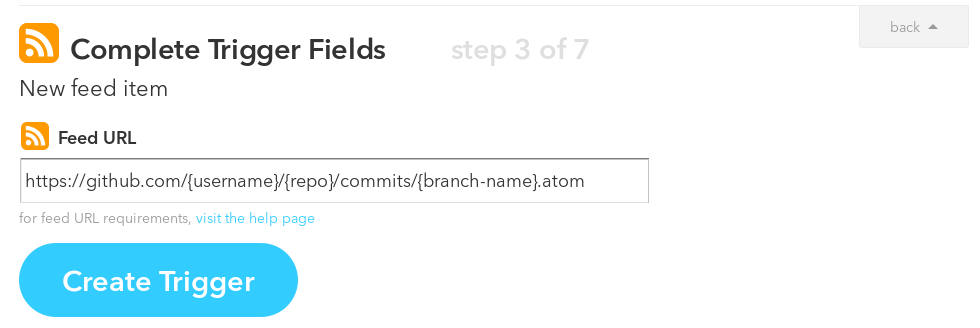 back
Complete Trigger Fields step 3 of 7
New feed item
Feed URL
https://github.com/{username}/{repo}/commits/{branch-name}.atom
for feed URL requirements, visit the help page
Create Trigger